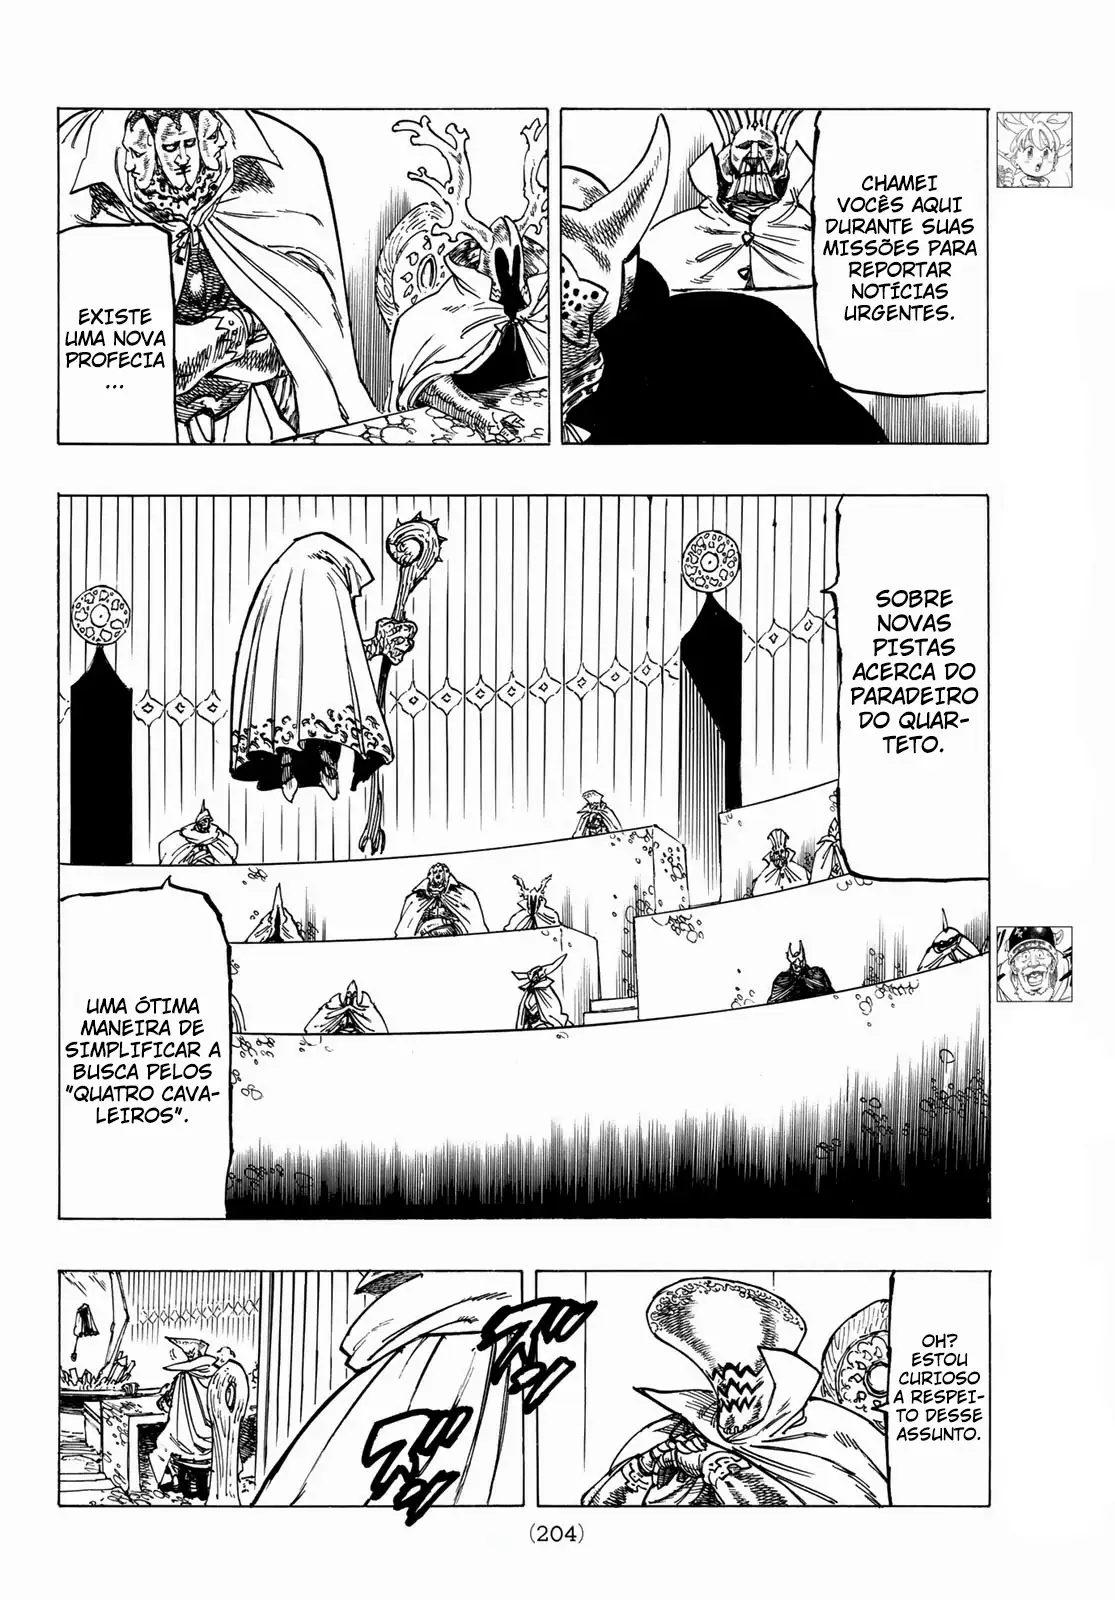 CHAMEI
VOCÊS AQUI
DURANTE SUAS
MISSÕES PARA
REPORTAR
NOTÍCIAS
URGENTES.
EXISTE
UMA NOVA
PROFECIA
...
SOBRE
NOVAS
PISTAS
ACERCA DO
PARADEIRO
DO QUAR-
TETO.
UMA ÓTIMA
MANEIRA DE
SIMPLIFICAR A
BUSCA PELOS
"QUATRO CAVA-
LEIROS".
OH?
ESTOU
CURIOSO
A RESPEI-
TO DESSE
ASSUNTO.
(204)